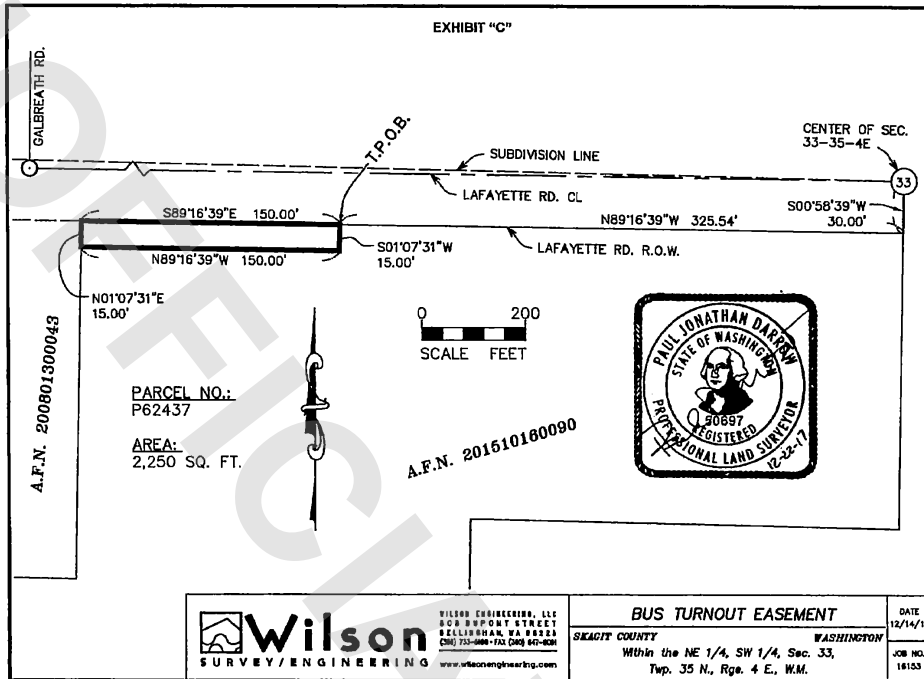 EXHIBIT "C"
GALBREATH RD.
T.P.O.B.
SUBDIVISION LINE
LAFAYETTE RD. CL
CENTER OF SEC.
33-35-4E
33
S89°16'39"E 150.00'
N89°16'39"W 325.54'
S00°58'39"W
30.00'
S01°07'31"W
15.00'
LAFAYETTE RD. R.O.W.
N89°16'39"W 150.00'
N01°07'31"E
15.00'
A.F.N. 200801300043
0 200
SCALE FEET
PARCEL NO.:
P62437
AREA:
2,250 SQ. FT.
A.F.N. 201510160090
PAUL JONATHAN DARROW
STATE OF WASHINGTON
50697
REGISTERED
PROFESSIONAL LAND SURVEYOR
12-22-17
Wilson
SURVEY/ENGINEERING
WILSON ENGINEERING, LLC
805 DUPONT STREET
BELLINGHAM, WA 98225
www.wilsonengineering.com
BUS TURNOUT EASEMENT
SKAGIT COUNTY WASHINGTON
Within the NE 1/4, SW 1/4, Sec. 33,
Twp. 35 N., Rge. 4 E., W.M.
DATE
12/14/1
JOB NO.
16153